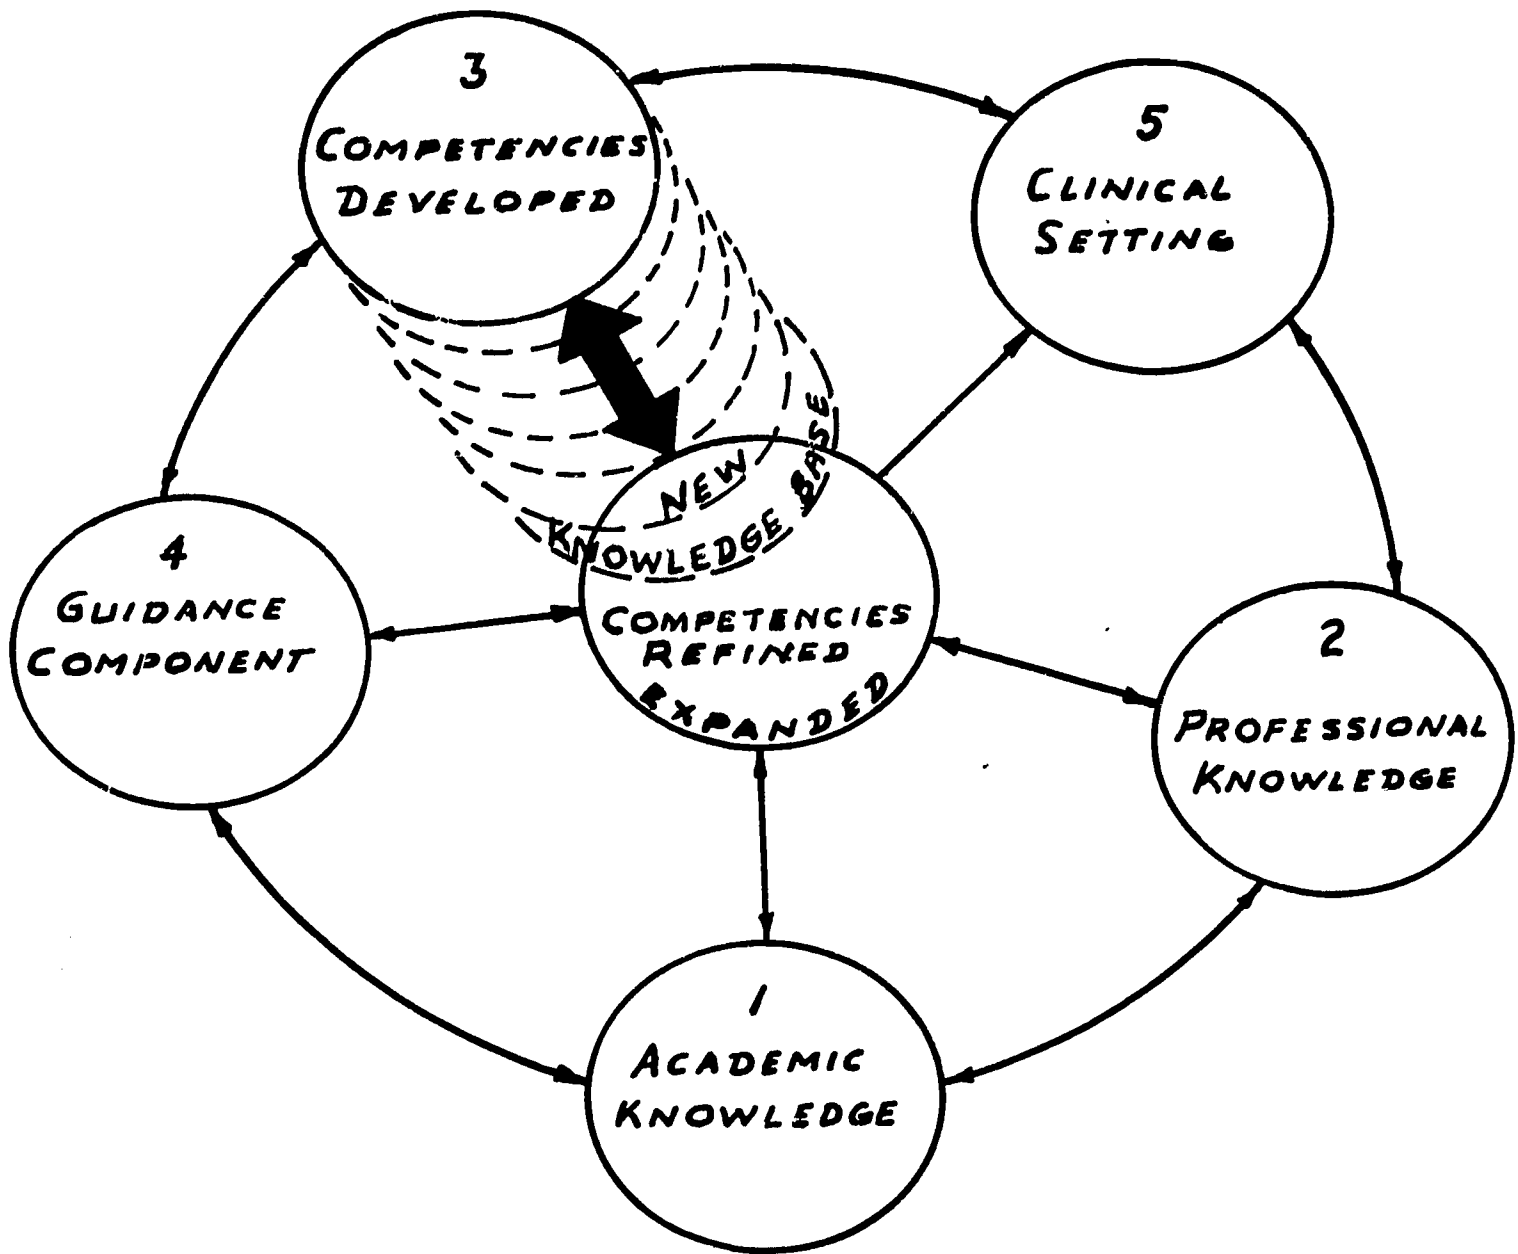 3
COMPETENCIES
DEVELOPED
5
CLINICAL
SETTING
NEW
KNOWLEDGE BASE
COMPETENCIES
REFINED
EXPANDED
4
GUIDANCE
COMPONENT
2
PROFESSIONAL
KNOWLEDGE
1
ACADEMIC
KNOWLEDGE